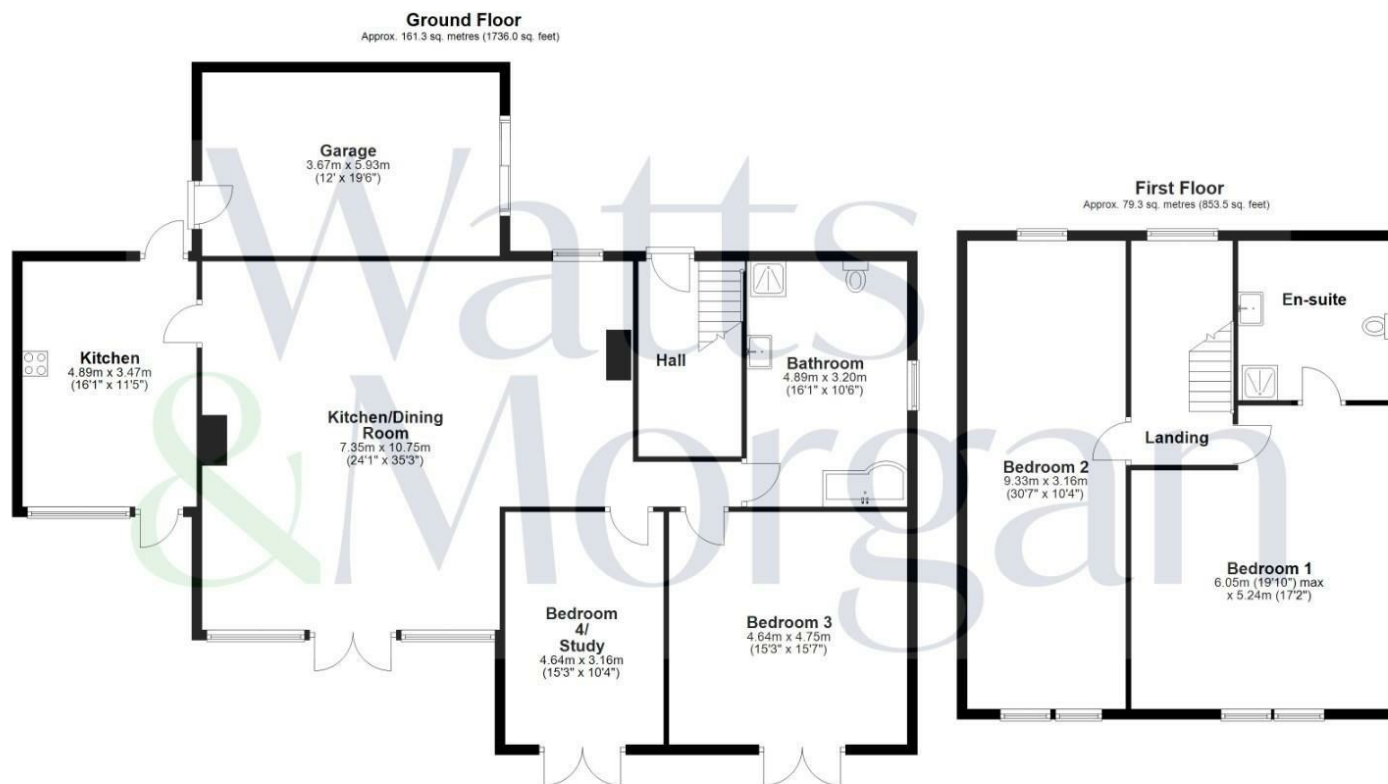 Ground Floor
Approx. 161.3 sq. metres (1736.0 sq. feet)
Garage
3.67m x 5.93m
(12' x 19'6")
Kitchen
4.89m x 3.47m
(16'1" x 11'5")
Kitchen/Dining
Room
7.35m x 10.75m
(24'1" x 35'3")
Hall
Bathroom
4.89m x 3.20m
(16'1" x 10'6")
Bedroom
4/
Study
4.64m x 3.16m
(15'3" x 10'4")
Bedroom 3
4.64m x 4.75m
(15'3" x 15'7")
First Floor
Approx. 79.3 sq. metres (853.5 sq. feet)
En-suite
Landing
Bedroom 2
9.33m x 3.16m
(30'7" x 10'4")
Bedroom 1
6.05m (19'10") max
x 5.24m (17'2")
Watts
&Morgan